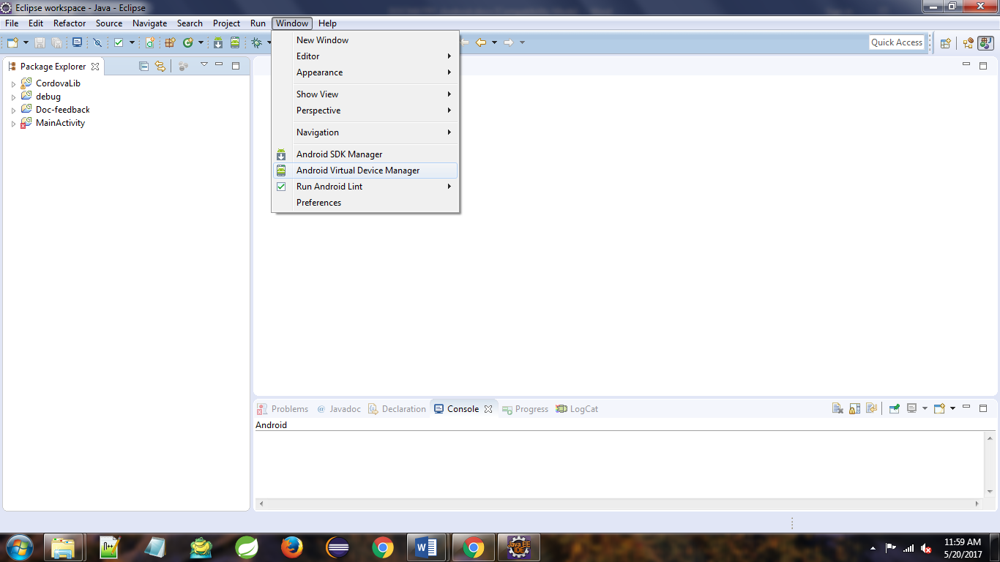 Eclipse workspace - Java - Eclipse
File Edit Refactor Source Navigate Search Project Run Window Help
Quick Access
Package Explorer
CordovaLib
debug
Doc-feedback
MainActivity
New Window
Editor
Appearance
Show View
Perspective
Navigation
Android SDK Manager
Android Virtual Device Manager
Run Android Lint
Preferences
Problems @ Javadoc Declaration Console Progress LogCat
Android
Java EE
IDE
11:59 AM
5/20/2017